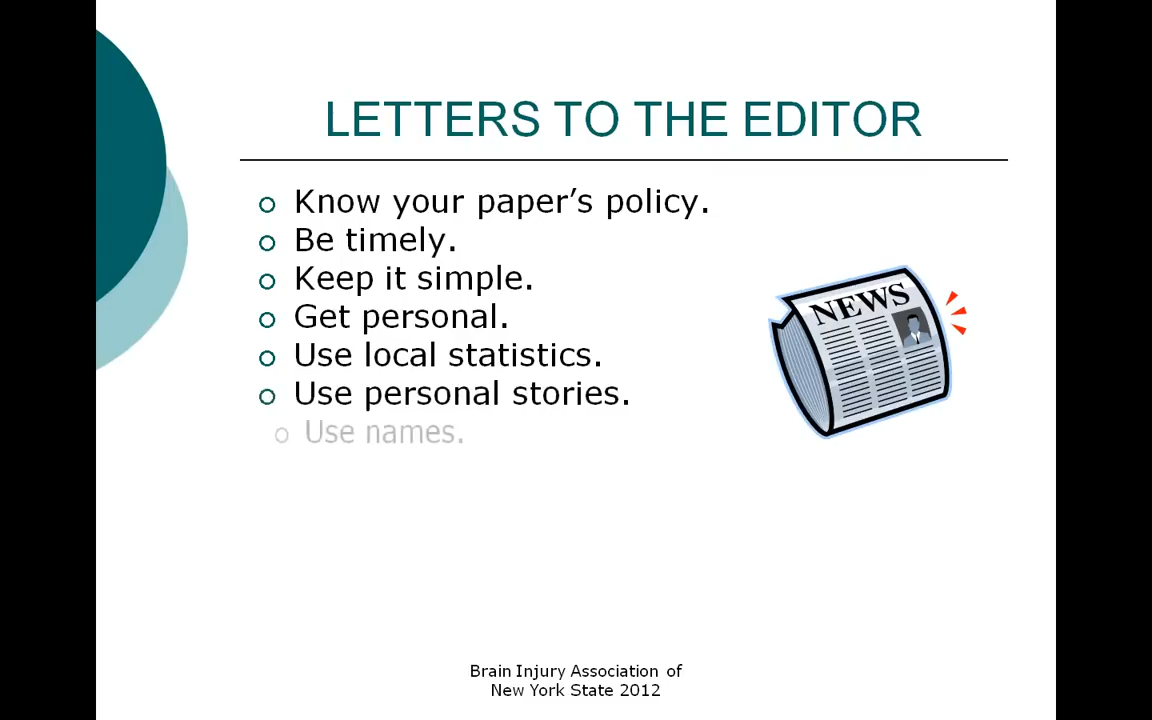 LETTERS TO THE EDITOR
Know your paper’s policy.
Be timely.
Keep it simple.
Get personal.
Use local statistics.
Use personal stories.
Use names.
NEWS
Brain Injury Association of
New York State 2012